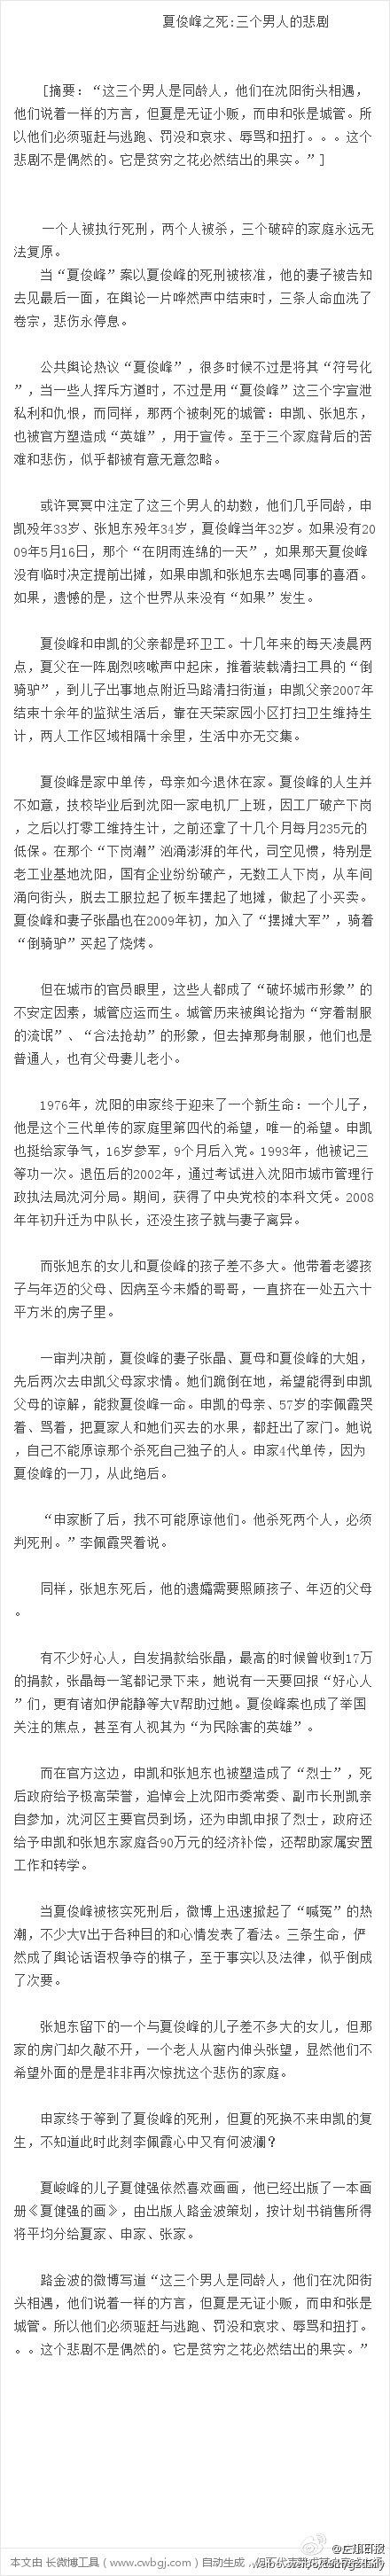 夏俊峰之死:三个男人的悲剧
[摘要：“这三个男人是同龄人，他们在沈阳街头相遇，
他们说着一样的方言，但夏是无证小贩，而申和张是城管。所
以他们必须驱赶与逃跑、罚没和哀求、辱骂和扭打。。。这个
悲剧不是偶然的。它是贫穷之花必然结出的果实。”]
一个人被执行死刑，两个人被杀，三个破碎的家庭永远无
法复原。
当“夏俊峰”案以夏俊峰的死刑被核准，他的妻子被告知
去见最后一面，在舆论一片哗然声中结束时，三条人命血洗了
卷宗，悲伤永停息。
公共舆论热议“夏俊峰”，很多时候不过是将其“符号化
”，当一些人挥斥方遒时，不过是用“夏俊峰”这三个字宣泄
私利和仇恨，而同样，那两个被刺死的城管：申凯、张旭东，
也被官方塑造成“英雄”，用于宣传。至于三个家庭背后的苦
难和悲伤，似乎都被有意无意忽略。
或许冥冥中注定了这三个男人的劫数，他们几乎同龄，申
凯殁年33岁、张旭东殁年34岁，夏俊峰当年32岁。如果没有20
09年5月16日，那个“在阴雨连绵的一天”，如果那天夏俊峰
没有临时决定提前出摊，如果申凯和张旭东去喝同事的喜酒。
如果，遗憾的是，这个世界从来没有“如果”发生。
夏俊峰和申凯的父亲都是环卫工。十几年来的每天凌晨两
点，夏父在一阵剧烈咳嗽声中起床，推着装载清扫工具的“倒
骑驴”，到儿子出事地点附近马路清扫街道；申凯父亲2007年
结束十余年的监狱生活后，靠在天荣家园小区打扫卫生维持生
计，两人工作区域相隔十余里，生活中亦无交集。
夏俊峰是家中单传，母亲如今退休在家。夏俊峰的人生并
不如意，技校毕业后到沈阳一家电机厂上班，因工厂破产下岗
，之后以打零工维持生计，之前还拿了十几个月每月235元的
低保。在那个“下岗潮”汹涌澎湃的年代，司空见惯，特别是
老工业基地沈阳，国有企业纷纷破产，无数工人下岗，从车间
涌向街头，脱去工服拉起了板车摆起了地摊，做起了小买卖。
夏俊峰和妻子张晶也在2009年初，加入了“摆摊大军”，骑着
“倒骑驴”买起了烧烤。
但在城市的官员眼里，这些人都成了“破坏城市形象”的
不安定因素，城管应运而生。城管历来被舆论指为“穿着制服
的流氓”、“合法抢劫”的形象，但去掉那身制服，他们也是
普通人，也有父母妻儿老小。
1976年，沈阳的申家终于迎来了一个新生命：一个儿子，
他是这个三代单传的家庭里第四代的希望，唯一的希望。申凯
也挺给家争气，16岁参军，9个月后入党。1993年，他被记三
等功一次。退伍后的2002年，通过考试进入沈阳市城市管理行
政执法局沈河分局。期间，获得了中央党校的本科文凭。2008
年年初升迁为中队长，还没生孩子就与妻子离异。
而张旭东的女儿和夏俊峰的孩子差不多大。他带着老婆孩
子与年迈的父母、因病至今未婚的哥哥，一直挤在一处五六十
平方米的房子里。
一审判决前，夏俊峰的妻子张晶、夏母和夏俊峰的大姐，
先后两次去申凯父母家求情。她们跪倒在地，希望能得到申凯
父母的谅解，能救夏俊峰一命。申凯的母亲、57岁的李佩霞哭
着、骂着，把夏家人和她们买去的水果，都赶出了家门。她说
，自己不能原谅那个杀死自己独子的人。申家4代单传，因为
夏俊峰的一刀，从此绝后。
“申家断了后，我不可能原谅他们。他杀死两个人，必须
判死刑。”李佩霞哭着说。
同样，张旭东死后，他的遗孀需要照顾孩子、年迈的父母
。
有不少好心人，自发捐款给张晶，最高的时候曾收到17万
的捐款，张晶每一笔都记录下来，她说有一天要回报“好心人
”们，更有诸如伊能静等大V帮助过她。夏俊峰案也成了举国
关注的焦点，甚至有人视其为“为民除害的英雄”。
而在官方这边，申凯和张旭东也被塑造成了“烈士”，死
后政府给予极高荣誉，追悼会上沈阳市委常委、副市长邢凯亲
自参加，沈河区主要官员到场，还为申凯申报了烈士，政府还
给予申凯和张旭东家庭各90万元的经济补偿，还帮助家属安置
工作和转学。
当夏俊峰被核实死刑后，微博上迅速掀起了“喊冤”的热
潮，不少大V出于各种目的和心情发表了看法。三条生命，俨
然成了舆论话语权争夺的棋子，至于事实以及法律，似乎倒成
了次要。
张旭东留下的一个与夏俊峰的儿子差不多大的女儿，但那
家的房门却久敲不开，一个老人从窗内伸头张望，显然他们不
希望外面的是是非非再次惊扰这个悲伤的家庭。
申家终于等到了夏俊峰的死刑，但夏的死换不来申凯的复
生，不知道此时此刻李佩霞心中又有何波澜？
夏峻峰的儿子夏健强依然喜欢画画，他已经出版了一本画
册《夏健强的画》，由出版人路金波策划，按计划书销售所得
将平均分给夏家、申家、张家。
路金波的微博写道“这三个男人是同龄人，他们在沈阳街
头相遇，他们说着一样的方言，但夏是无证小贩，而申和张是
城管。所以他们必须驱赶与逃跑、罚没和哀求、辱骂和扭打。
。。这个悲剧不是偶然的。它是贫穷之花必然结出的果实。”
本文由 长微博工具（www.cwbgj.com）自动生成，